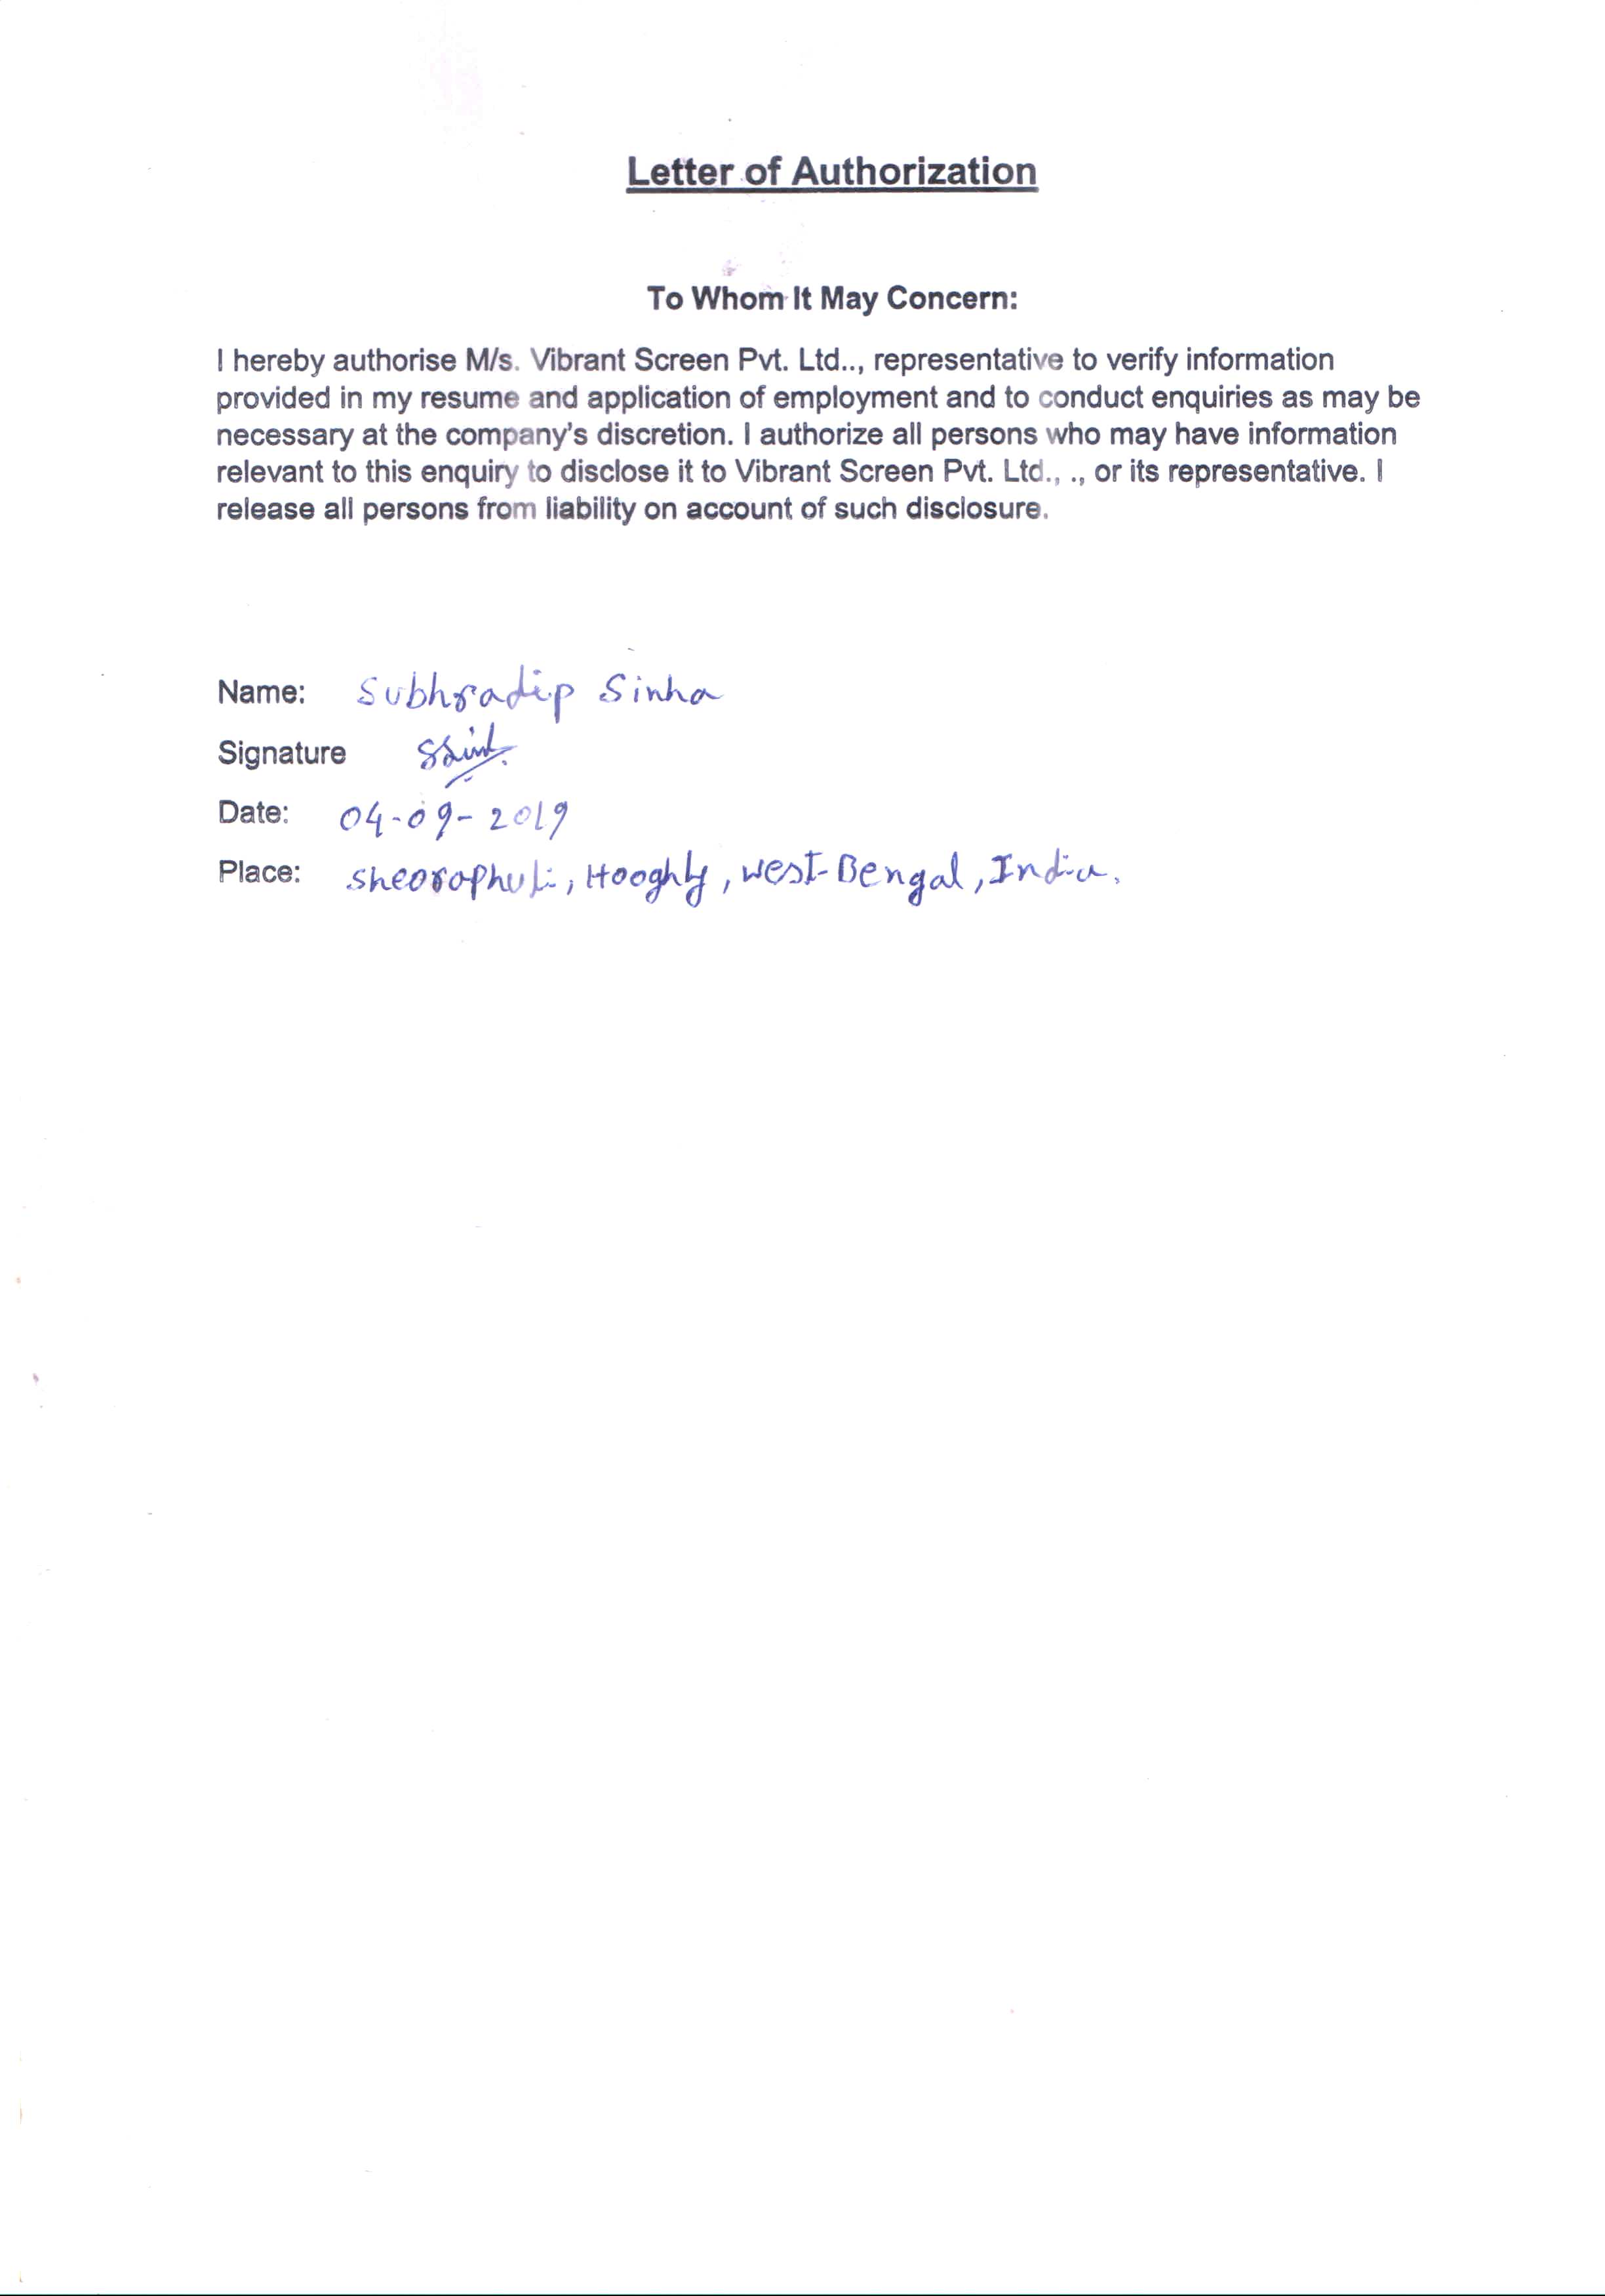 Letter of Authorization
To Whom It May Concern:
I hereby authorise M/s. Vibrant Screen Pvt. Ltd.., representative to verify information
provided in my resume and application of employment and to conduct enquiries as may be
necessary at the company's discretion. I authorize all persons who may have information
relevant to this enquiry to disclose it to Vibrant Screen Pvt. Ltd., ., or its representative. I
release all persons from liability on account of such disclosure.
Name: Subhradip Sinha
Signature
Date: 04-09-2019
Place: Sheoraphuli, Hooghly, West-Bengal, India.